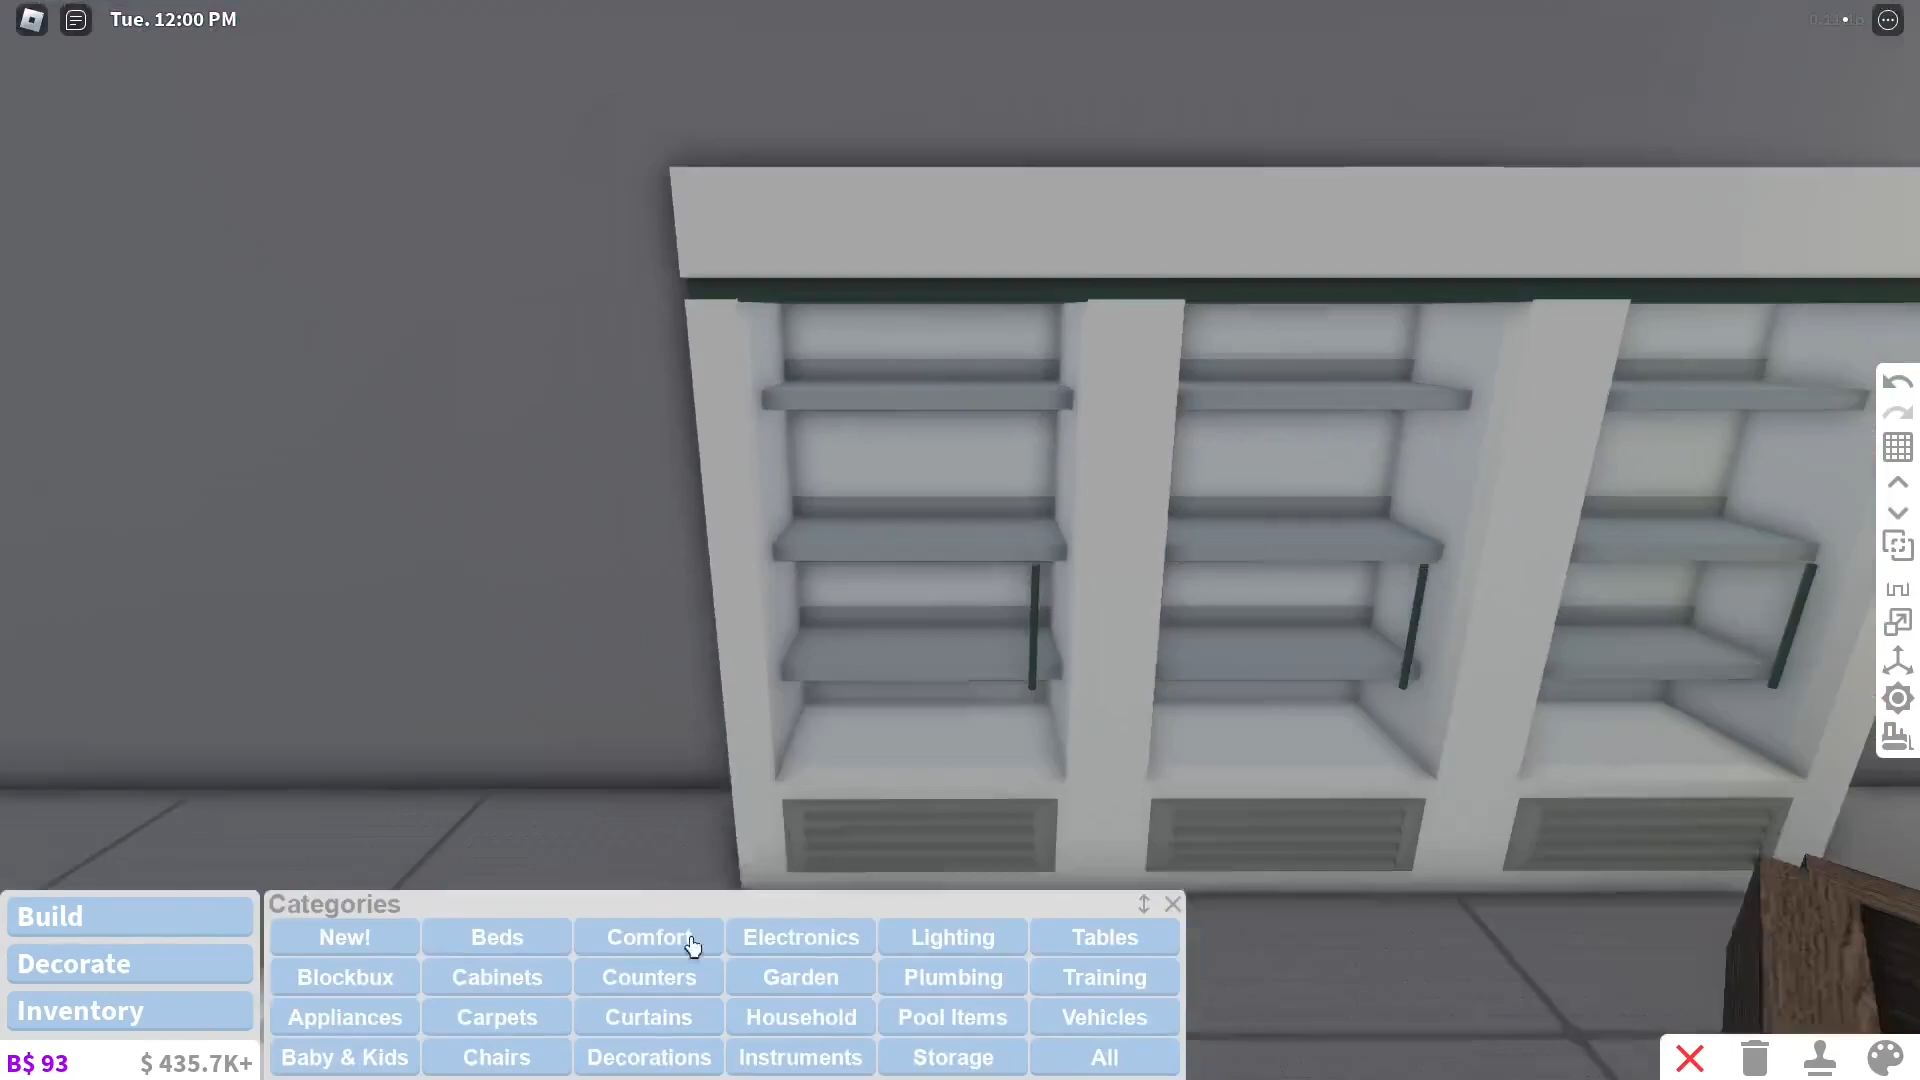 Tue. 12:00 PM
Build
Decorate
Inventory
B$ 93
$ 435.7K+
Categories
New! Beds Comfort Electronics Lighting Tables
Blockbux Cabinets Counters Garden Plumbing Training
Appliances Carpets Curtains Household Pool Items Vehicles
Baby & Kids Chairs Decorations Instruments Storage All